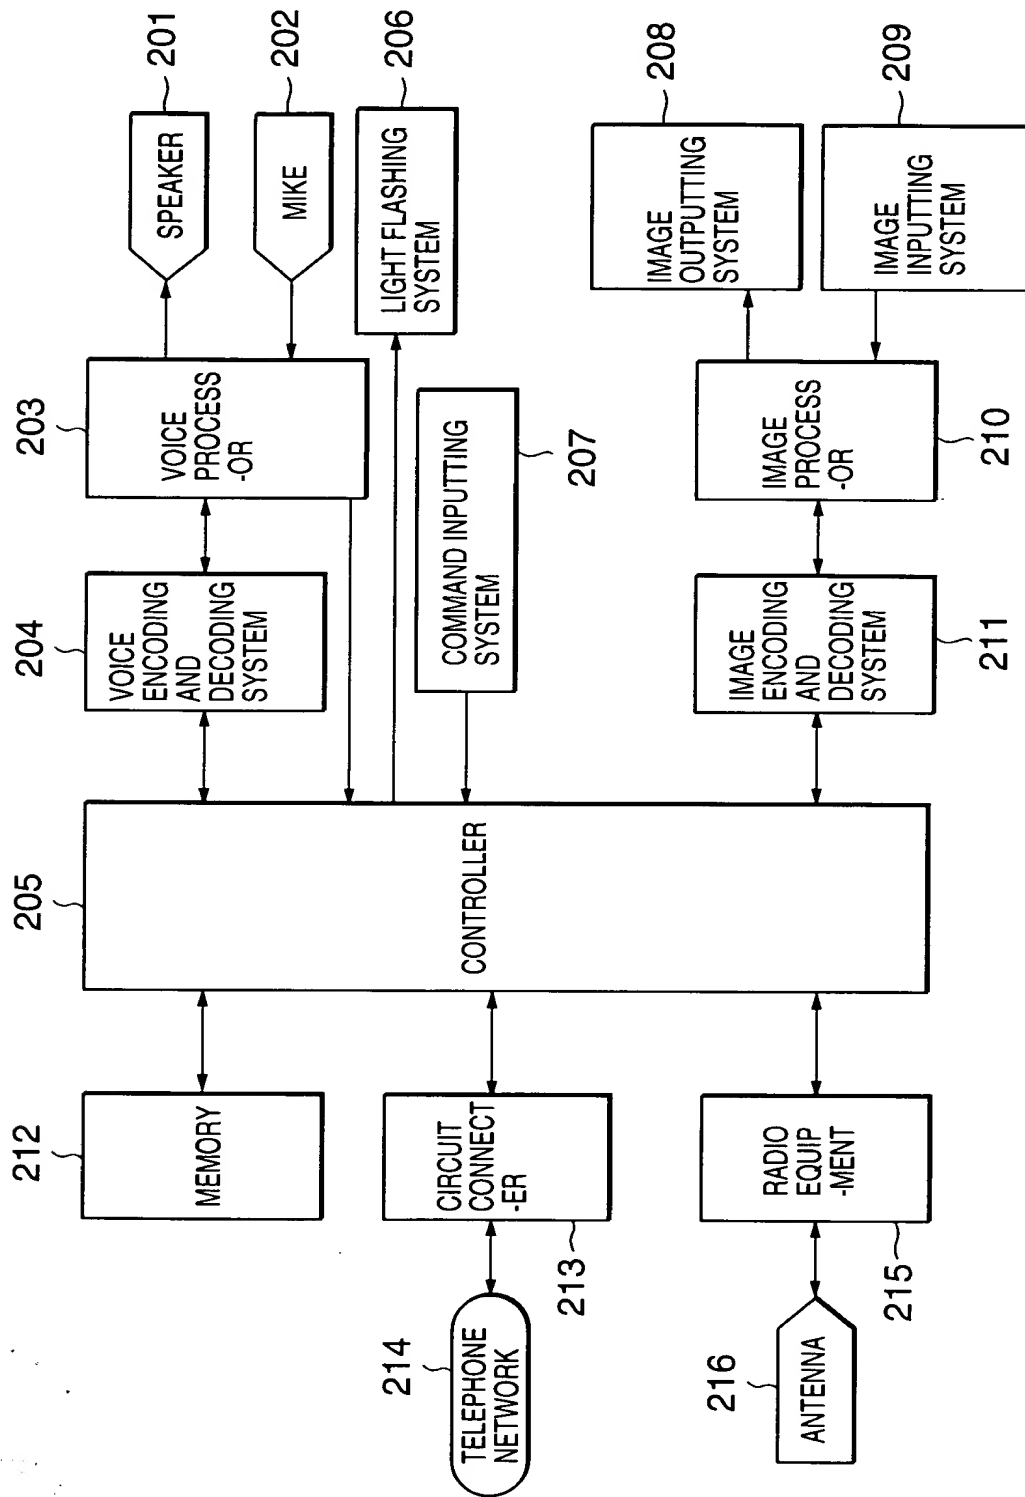 201
SPEAKER
202
MIKE
206
LIGHT FLASHING
SYSTEM
203
VOICE
PROCESS
-OR
204
VOICE
ENCODING
AND
DECODING
SYSTEM
COMMAND INPUTTING
SYSTEM
207
208
IMAGE
OUTPUTTING
SYSTEM
209
IMAGE
INPUTTING
SYSTEM
IMAGE
PROCESS
-OR
210
IMAGE
ENCODING
AND
DECODING
SYSTEM
211
205
CONTROLLER
212
MEMORY
CIRCUIT
CONNECT
-ER
213
214
TELEPHONE
NETWORK
RADIO
EQUIP
-MENT
215
216
ANTENNA